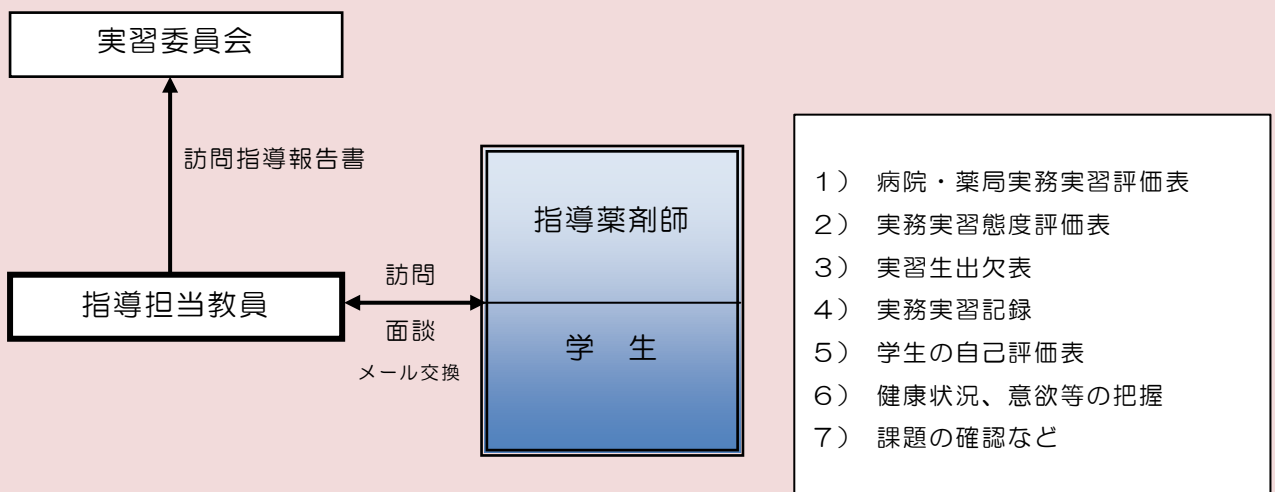 実習委員会
訪問指導報告書
指導担当教員
訪問
面談
メール交換
指導薬剤師
学　生
１）　病院・薬局実務実習評価表
２）　実務実習態度評価表
３）　実習生出欠表
４）　実務実習記録
５）　学生の自己評価表
６）　健康状況、意欲等の把握
７）　課題の確認など